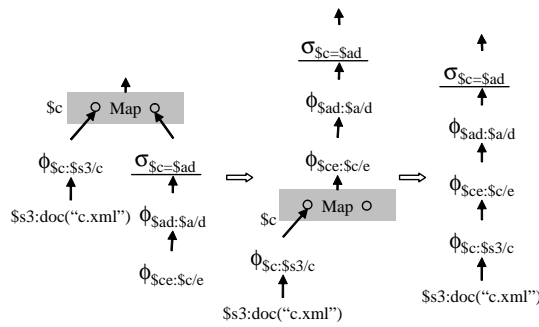 $c Map
ϕ$c:$s3/c
$s3:doc("c.xml")
σ$c=$ad
ϕ$ad:$a/d
ϕ$ce:$c/e
σ$c=$ad
ϕ$ad:$a/d
ϕ$ce:$c/e
$c Map
ϕ$c:$s3/c
$s3:doc("c.xml")
σ$c=$ad
ϕ$ad:$a/d
ϕ$ce:$c/e
ϕ$c:$s3/c
$s3:doc("c.xml")